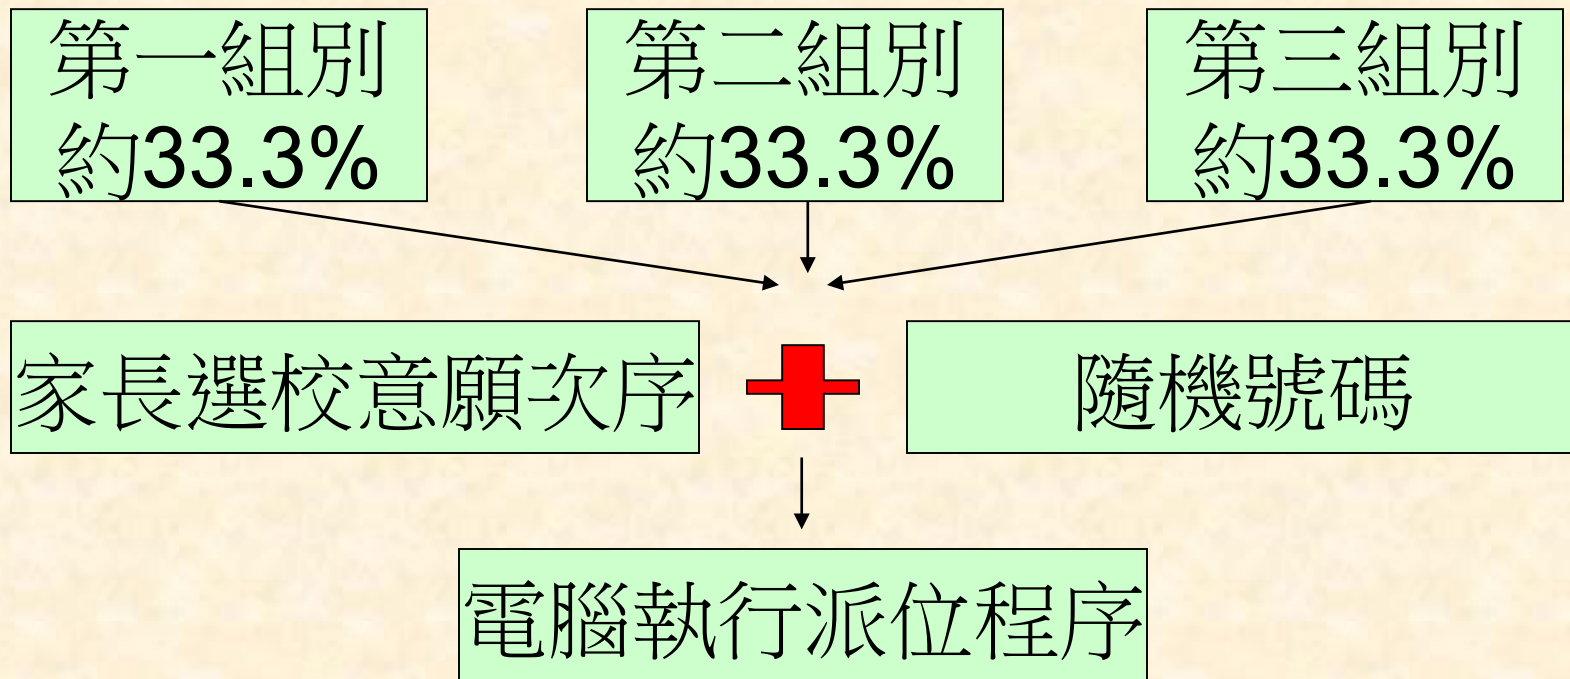 第一組別
約33.3%
第二組別
約33.3%
第三組別
約33.3%
家長選校意願次序
隨機號碼
電腦執行派位程序